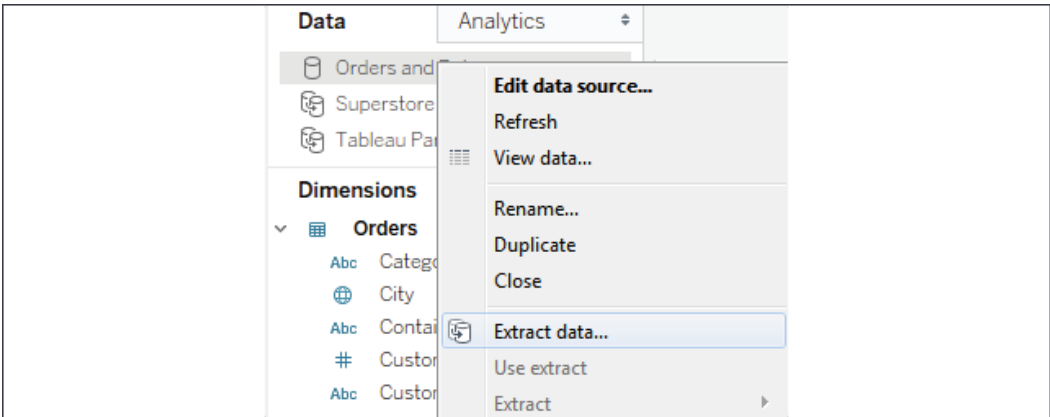 Data Analytics
Orders and
Superstore
Tableau
Dimensions
Orders
Abc
Abc City
Abc
#
Abc
Edit data source...
Refresh
View data...
Rename...
Duplicate
Close
Extract data...
Use extract
Extract